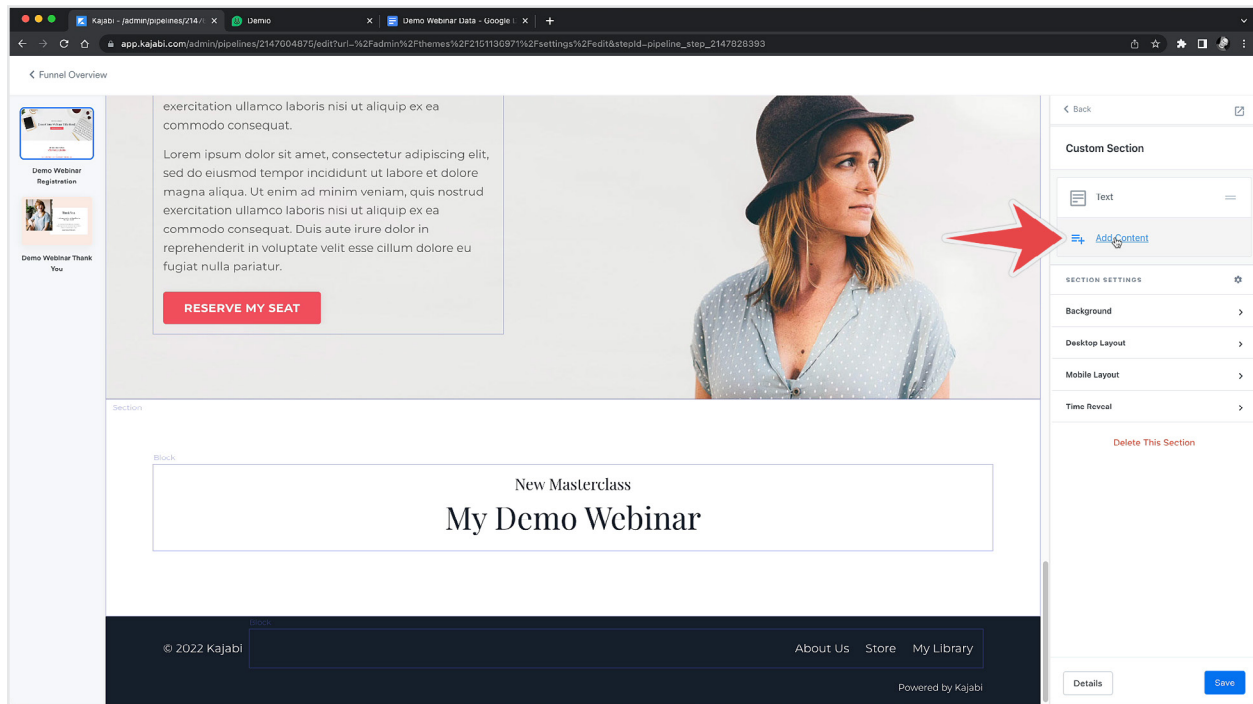 Kajabi - /admin/pipelines/2147
Demio
Demo Webinar Data - Google
app.kajabi.com/admin/pipelines/2147604875/edit?url=%2Fadmin%2Fthemes%2F2151130971%2Fsettings%2Fedit&stepId=pipeline_step_2147828393
Funnel Overview
Demo Webinar
Registration
Demo Webinar Thank
You
exercitation ullamco laboris nisi ut aliquip ex ea
commodo consequat.
Lorem ipsum dolor sit amet, consectetur adipiscing elit,
sed do eiusmod tempor incididunt ut labore et dolore
magna aliqua. Ut enim ad minim veniam, quis nostrud
exercitation ullamco laboris nisi ut aliquip ex ea
commodo consequat. Duis aute irure dolor in
reprehenderit in voluptate velit esse cillum dolore eu
fugiat nulla pariatur.
RESERVE MY SEAT
Section
Block
New Masterclass
My Demo Webinar
Block
© 2022 Kajabi
About Us Store My Library
Powered by Kajabi
Back
Custom Section
Text
Add Content
SECTION SETTINGS
Background
Desktop Layout
Mobile Layout
Time Reveal
Delete This Section
Details
Save